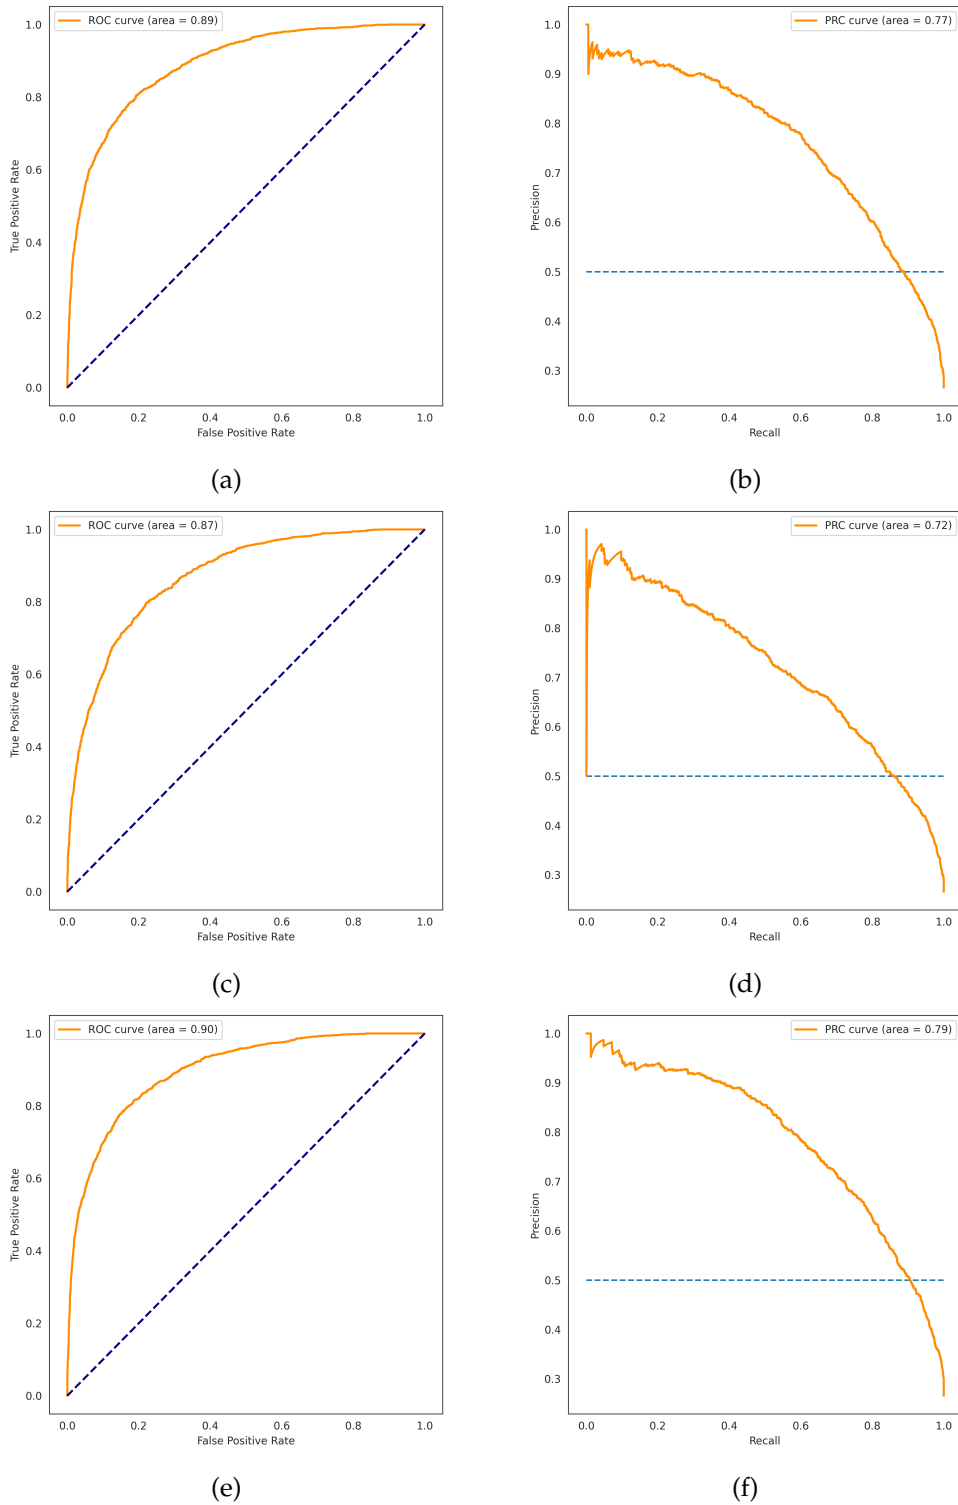 ROC curve (area = 0.89)
1.0
0.8
0.6
0.4
0.2
0.0
True Positive Rate
0.0 0.2 0.4 0.6 0.8 1.0
False Positive Rate
(a)
PRC curve (area = 0.77)
1.0
0.9
0.8
0.7
0.6
0.5
0.4
0.3
Precision
0.0 0.2 0.4 0.6 0.8 1.0
Recall
(b)
ROC curve (area = 0.87)
1.0
0.8
0.6
0.4
0.2
0.0
True Positive Rate
0.0 0.2 0.4 0.6 0.8 1.0
False Positive Rate
(c)
PRC curve (area = 0.72)
1.0
0.9
0.8
0.7
0.6
0.5
0.4
0.3
Precision
0.0 0.2 0.4 0.6 0.8 1.0
Recall
(d)
ROC curve (area = 0.90)
1.0
0.8
0.6
0.4
0.2
0.0
True Positive Rate
0.0 0.2 0.4 0.6 0.8 1.0
False Positive Rate
(e)
PRC curve (area = 0.79)
1.0
0.9
0.8
0.7
0.6
0.5
0.4
0.3
Precision
0.0 0.2 0.4 0.6 0.8 1.0
Recall
(f)